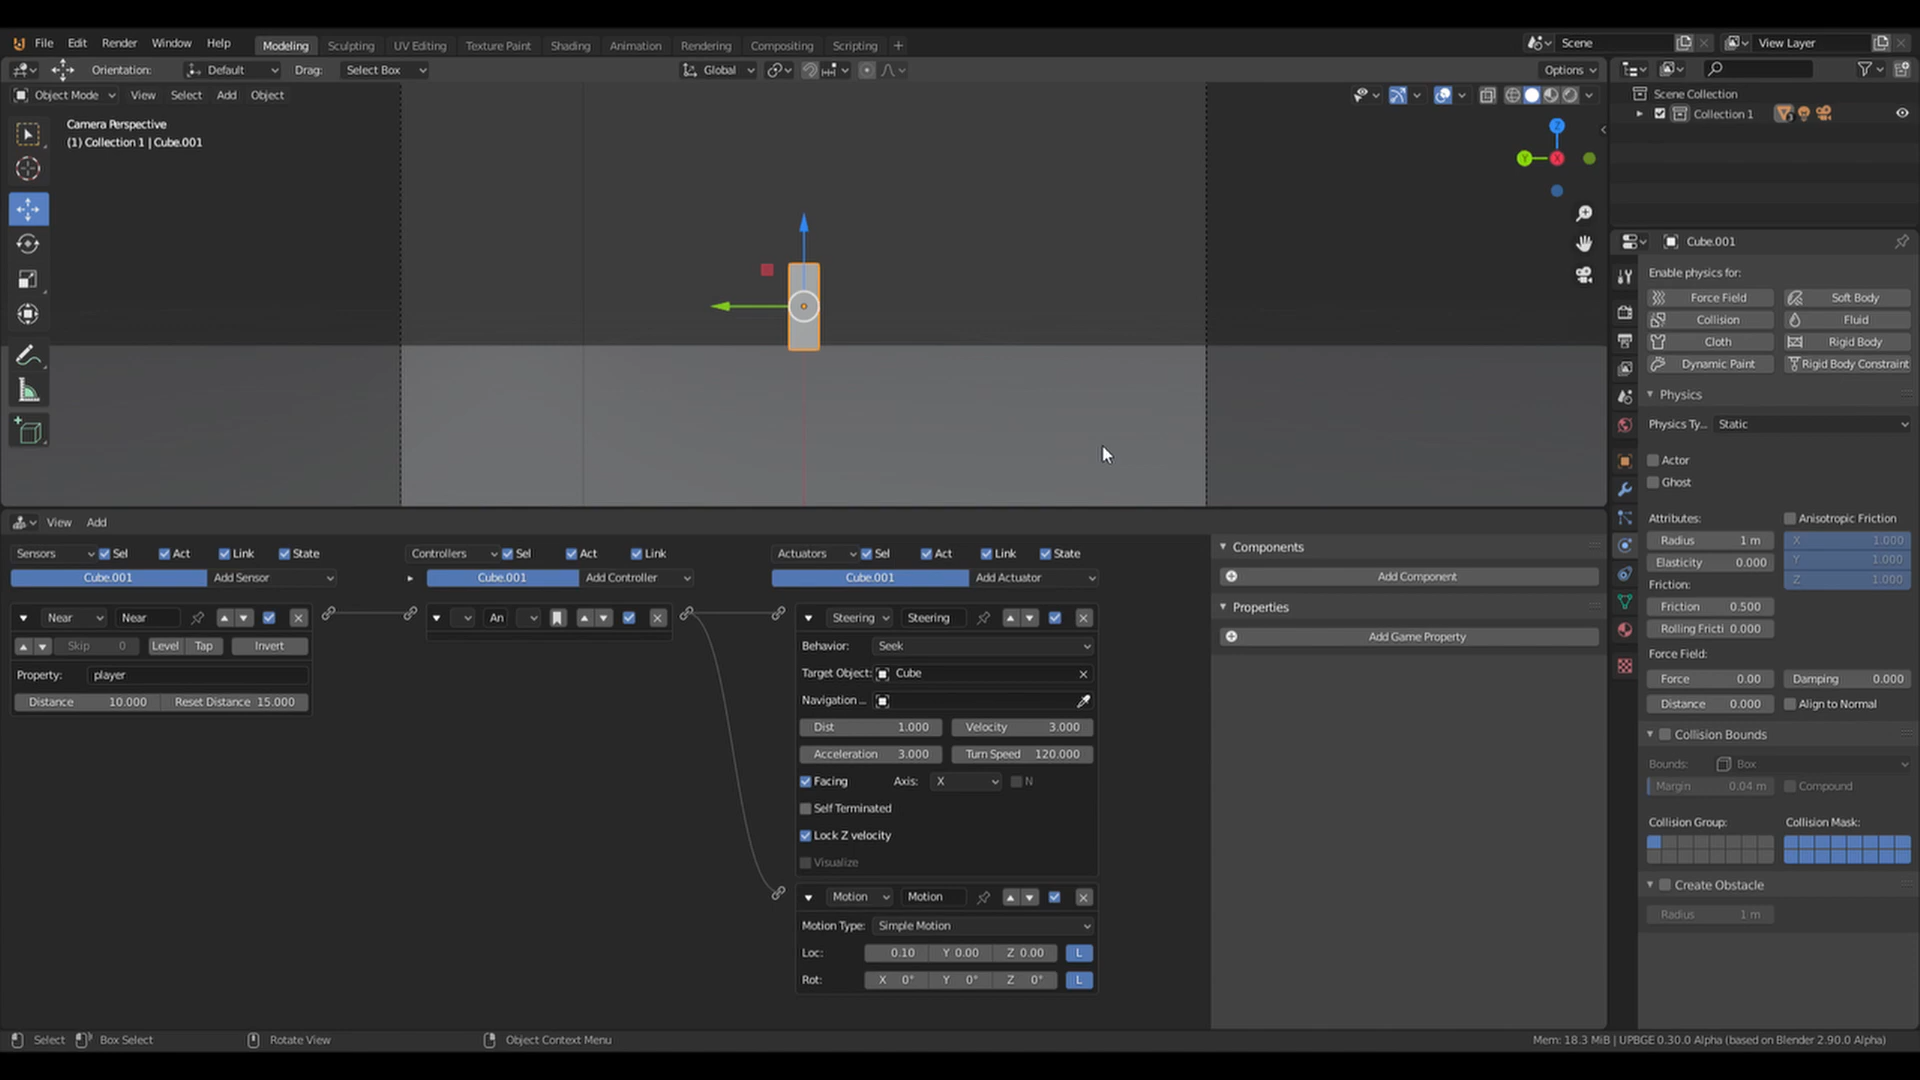 File Edit Render Window Help Modeling Sculpting UV Editing Texture Paint Shading Animation Rendering Compositing Scripting + Scene View Layer
Orientation: Default Drag: Select Box Global Options
Object Mode View Select Add Object
Camera Perspective
(1) Collection 1 | Cube.001
Z
Y X
Scene Collection
Collection 1
Cube.001
Enable physics for:
Force Field Soft Body
Collision Fluid
Cloth Rigid Body
Dynamic Paint Rigid Body Constraint
Physics
Physics Ty... Static
Actor
Ghost
Attributes: Anisotropic Friction
Radius 1 m X 1.000
Elasticity 0.000 Y 1.000
Friction: Z 1.000
Friction 0.500
Rolling Fricti 0.000
Force Field:
Force 0.00 Damping 0.000
Distance 0.000 Align to Normal
Collision Bounds
Bounds: Box
Margin 0.04 m Compound
Collision Group: Collision Mask:
Create Obstacle
Radius 1 m
View Add
Sensors Sel Act Link State Controllers Sel Act Link Actuators Sel Act Link State
Cube.001 Add Sensor Cube.001 Add Controller Cube.001 Add Actuator
Near Near An Steering Steering
Skip 0 Level Tap Invert
Property: player
Distance 10.000 Reset Distance 15.000
Behavior: Seek
Target Object: Cube
Navigation ...
Dist 1.000 Velocity 3.000
Acceleration 3.000 Turn Speed 120.000
Facing Axis: X N
Self Terminated
Lock Z velocity
Visualize
Motion Motion
Motion Type: Simple Motion
Loc: 0.10 Y 0.00 Z 0.00 L
Rot: X 0° Y 0° Z 0° L
Components
Add Component
Properties
Add Game Property
Select Box Select Rotate View Object Context Menu Mem: 18.3 MiB | UPBGE 0.30.0 Alpha (based on Blender 2.90.0 Alpha)